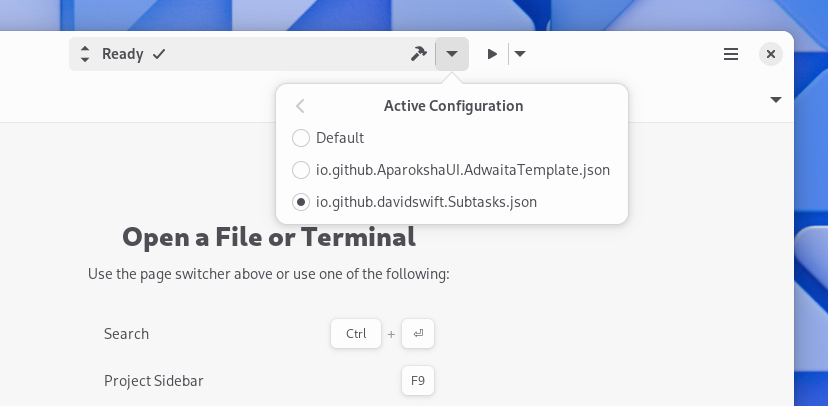 Ready
Active Configuration
Default
io.github.AparokshaUI.AdwaitaTemplate.json
io.github.davidswift.Subtasks.json
Open a File or Terminal
Use the page switcher above or use one of the following:
Search Ctrl + ⏎
Project Sidebar F9